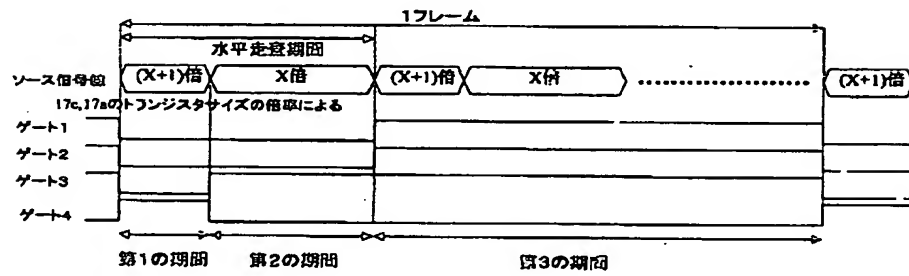 1フレーム
水平走査期間
ソース信号線 (X+1)倍 X倍 (X+1)倍 X倍 (X+1)倍
17c,17aのトランジスタサイズの倍率による
ゲート1
ゲート2
ゲート3
ゲート4
第1の期間 第2の期間 第3の期間